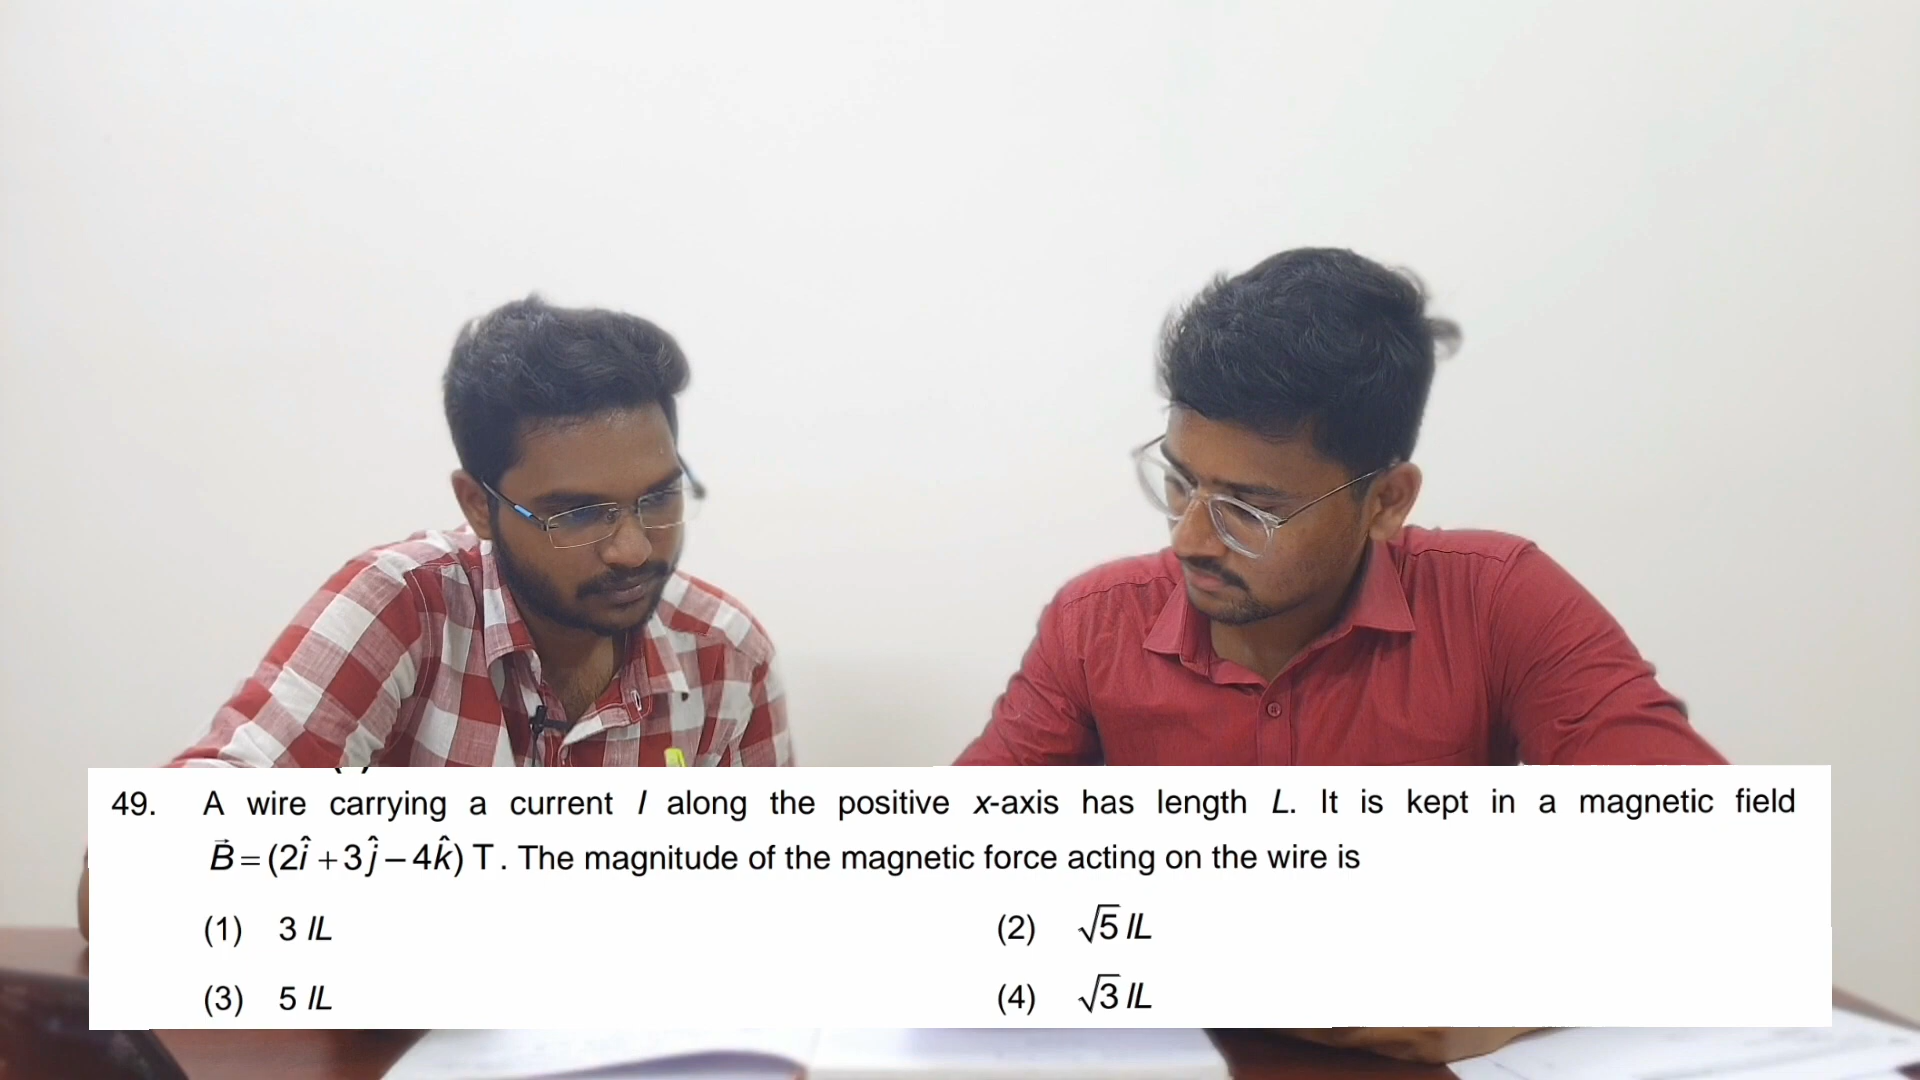 49. A wire carrying a current I along the positive x-axis has length L. It is kept in a magnetic field
B⃗ = (2î + 3ĵ – 4k̂) T. The magnitude of the magnetic force acting on the wire is
(1) 3 IL (2) √5 IL
(3) 5 IL (4) √3 IL